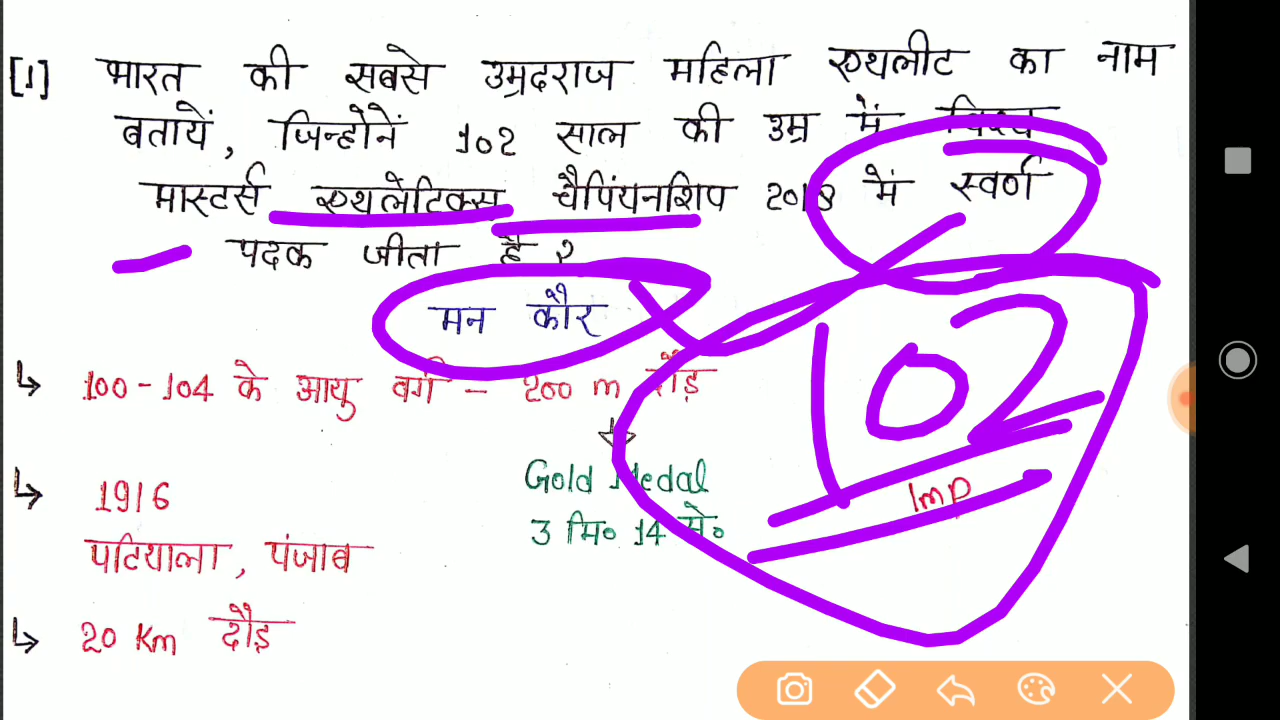 [1] भारत की सबसे उम्रदराज महिला एथलीट का नाम
बतायें, जिन्होनें 102 साल की उम्र में विश्व
मास्टर्स एथलेटिक्स चैपिंयनशिप 2018 में स्वर्ण
पदक जीता है ?
मन कौर
↳ 100-104 के आयु वर्ग - 200 m दौड़
Gold Medal
3 मि० 14 से०
↳ 1916
पटियाला, पंजाब
↳ 20 Km दौड़
102
Imp